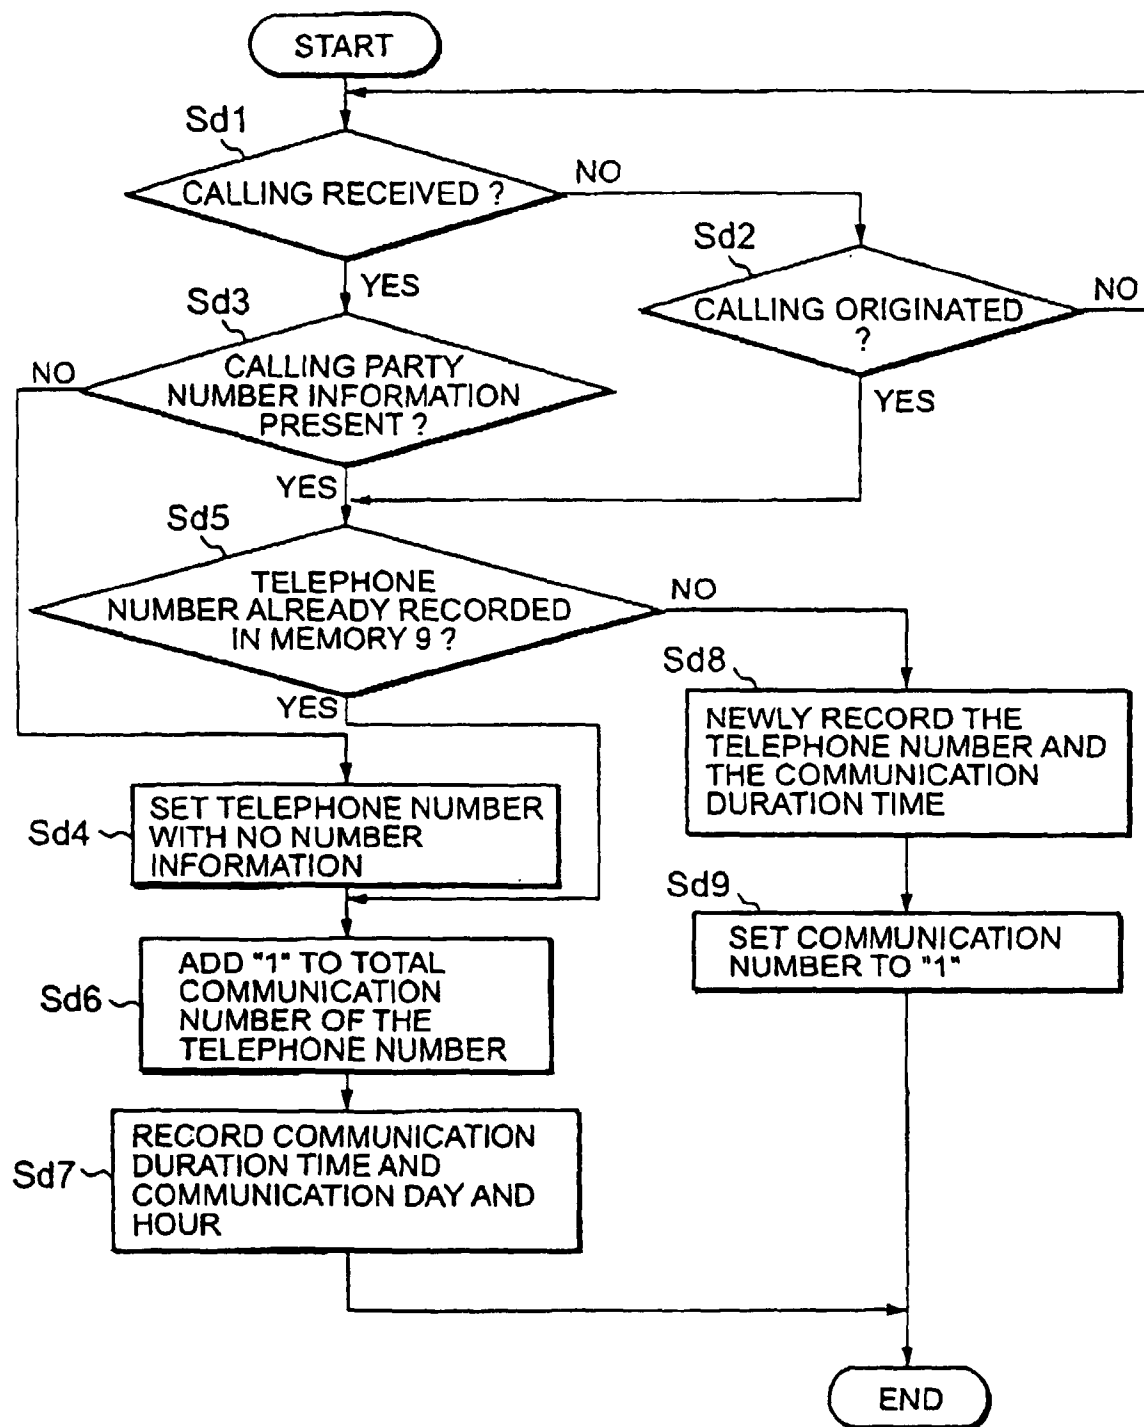 START
Sd1
CALLING RECEIVED ?
NO
YES
Sd2
CALLING ORIGINATED
?
NO
YES
Sd3
NO
CALLING PARTY
NUMBER INFORMATION
PRESENT ?
YES
Sd5
TELEPHONE
NUMBER ALREADY RECORDED
IN MEMORY 9 ?
NO
YES
Sd8
NEWLY RECORD THE
TELEPHONE NUMBER AND
THE COMMUNICATION
DURATION TIME
Sd4
SET TELEPHONE NUMBER
WITH NO NUMBER
INFORMATION
Sd9
SET COMMUNICATION
NUMBER TO "1"
Sd6
ADD "1" TO TOTAL
COMMUNICATION
NUMBER OF THE
TELEPHONE NUMBER
Sd7
RECORD COMMUNICATION
DURATION TIME AND
COMMUNICATION DAY AND
HOUR
END